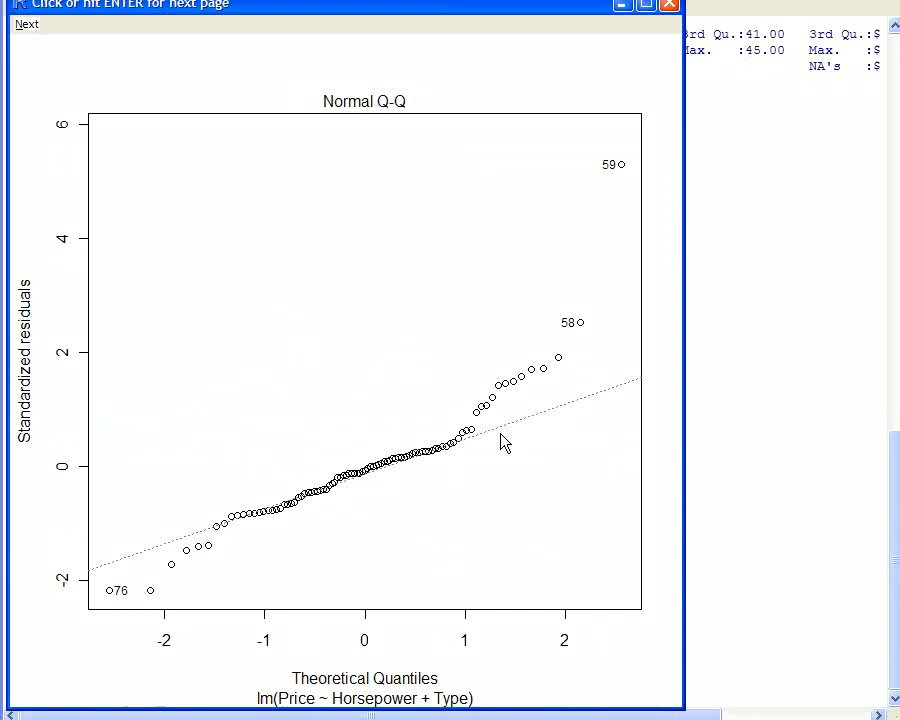 Click or hit ENTER for next page
Next
3rd Qu.:41.00 3rd Qu.:$
Max. :45.00 Max. :$
NA's :$
Normal Q-Q
6
4
2
0
-2
Standardized residuals
59
58
76
-2 -1 0 1 2
Theoretical Quantiles
lm(Price ~ Horsepower + Type)